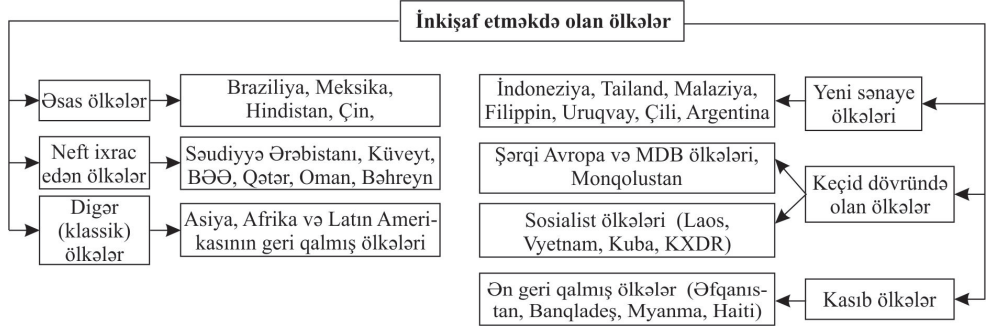 İnkişaf etməkdə olan ölkələr
Əsas ölkələr
Braziliya, Meksika,
Hindistan, Çin,
Neft ixrac
edən ölkələr
Səudiyyə Ərəbistanı, Küveyt,
BƏƏ, Qətər, Oman, Bəhreyn
Digər
(klassik)
ölkələr
Asiya, Afrika və Latın Ameri-
kasının geri qalmış ölkələri
İndoneziya, Tailand, Malaziya,
Filippin, Uruqvay, Çili, Argentina
Yeni sənaye
ölkələri
Şərqi Avropa və MDB ölkələri,
Monqolustan
Keçid dövründə
olan ölkələr
Sosialist ölkələri (Laos,
Vyetnam, Kuba, KXDR)
Ən geri qalmış ölkələr (Əfqanıs-
tan, Banqladeş, Myanma, Haiti)
Kasıb ölkələr